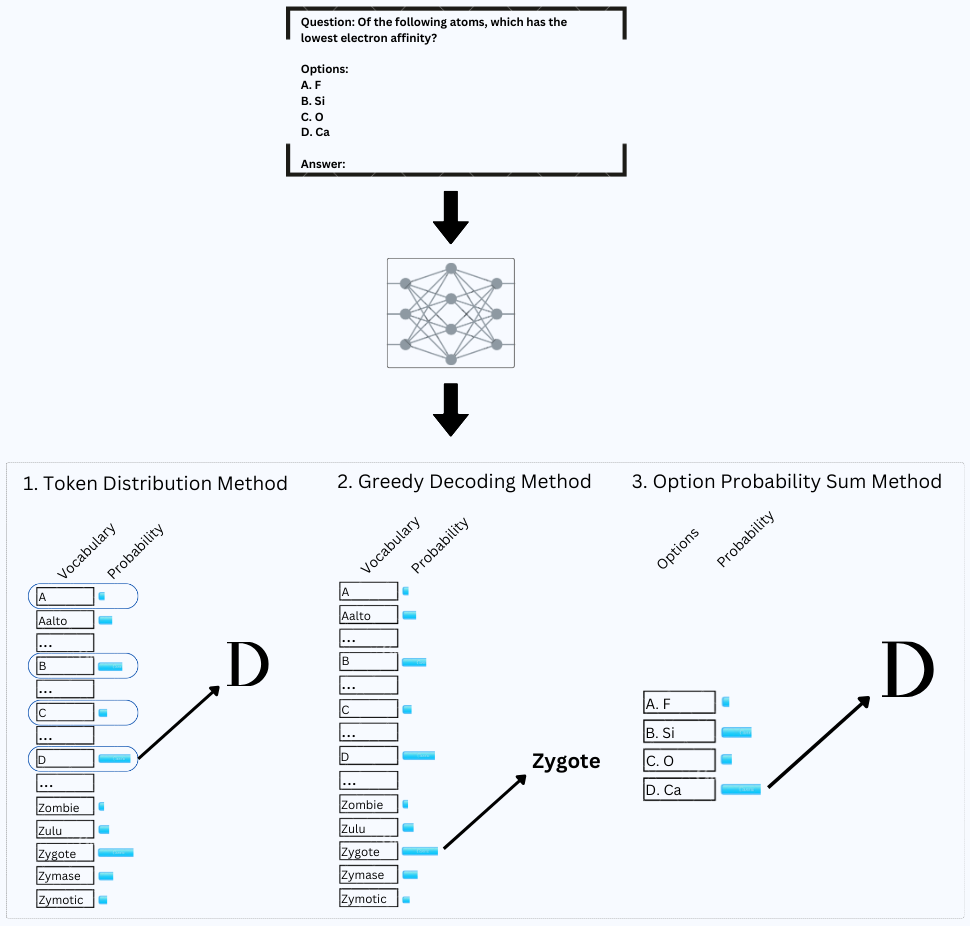 Question: Of the following atoms, which has the
lowest electron affinity?
Options:
A. F
B. Si
C. O
D. Ca
Answer:
1. Token Distribution Method
Vocabulary
Probability
A
Aalto
...
B
...
C
...
D
...
Zombie
Zulu
Zygote
Zymase
Zymotic
D
2. Greedy Decoding Method
Vocabulary
Probability
A
Aalto
...
B
...
C
...
D
...
Zombie
Zulu
Zygote
Zymase
Zymotic
Zygote
3. Option Probability Sum Method
Options
Probability
A. F
B. Si
C. O
D. Ca
D